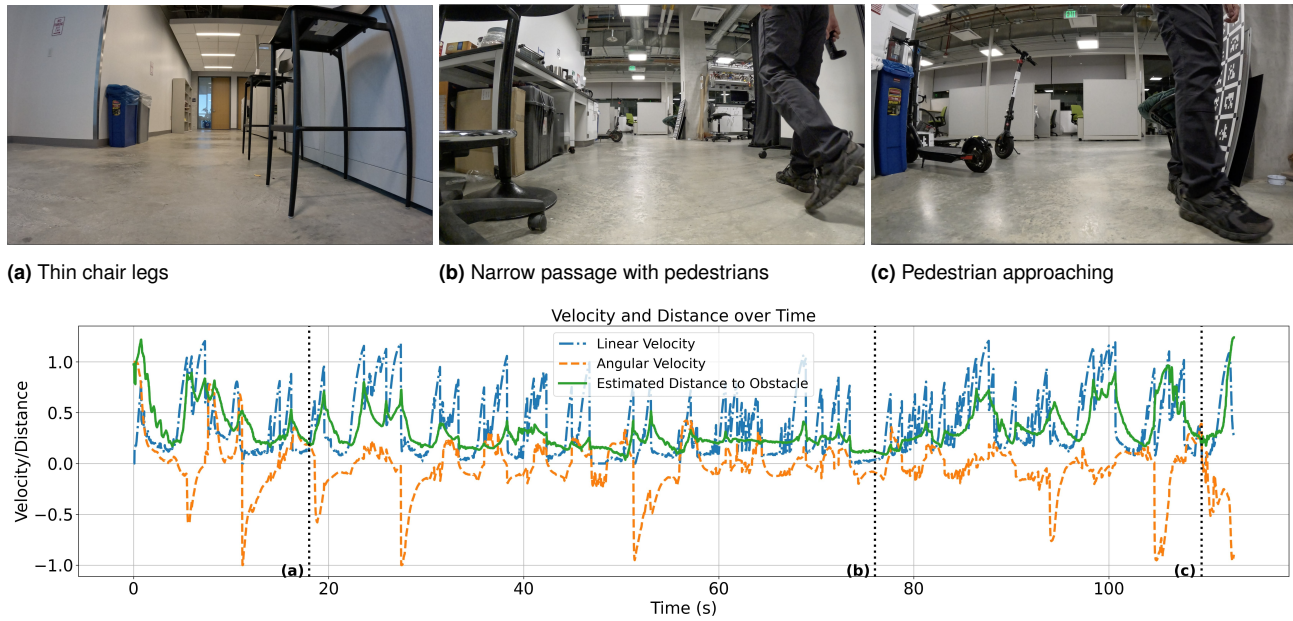 (a) Thin chair legs
(b) Narrow passage with pedestrians
(c) Pedestrian approaching
Velocity and Distance over Time
Linear Velocity
Angular Velocity
Estimated Distance to Obstacle
Velocity/Distance
1.0
0.5
0.0
−0.5
−1.0
(a)
(b)
(c)
0
20
40
60
80
100
Time (s)